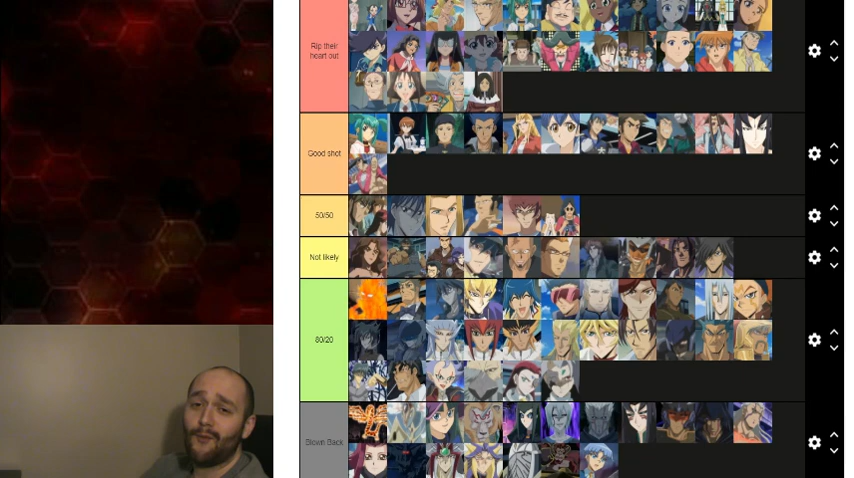 Rip their
heart out
Good shot
50/50
Not likely
80/20
Blown Back